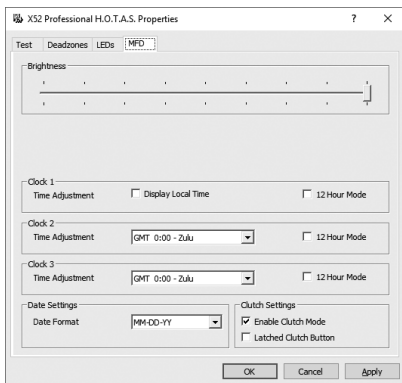 X52 Professional H.O.T.A.S. Properties ? X
Test Deadzones LEDs MFD
Brightness
Clock 1
Time Adjustment Display Local Time 12 Hour Mode
Clock 2
Time Adjustment GMT 0:00 - Zulu 12 Hour Mode
Clock 3
Time Adjustment GMT 0:00 - Zulu 12 Hour Mode
Date Settings Clutch Settings
Date Format MM-DD-YY Enable Clutch Mode
Latched Clutch Button
OK Cancel Apply